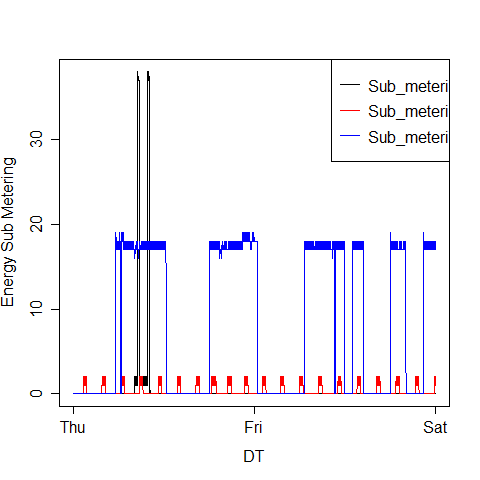 Sub_meteri
Sub_meteri
Sub_meteri
Energy Sub Metering
30
20
10
0
Thu
Fri
Sat
DT